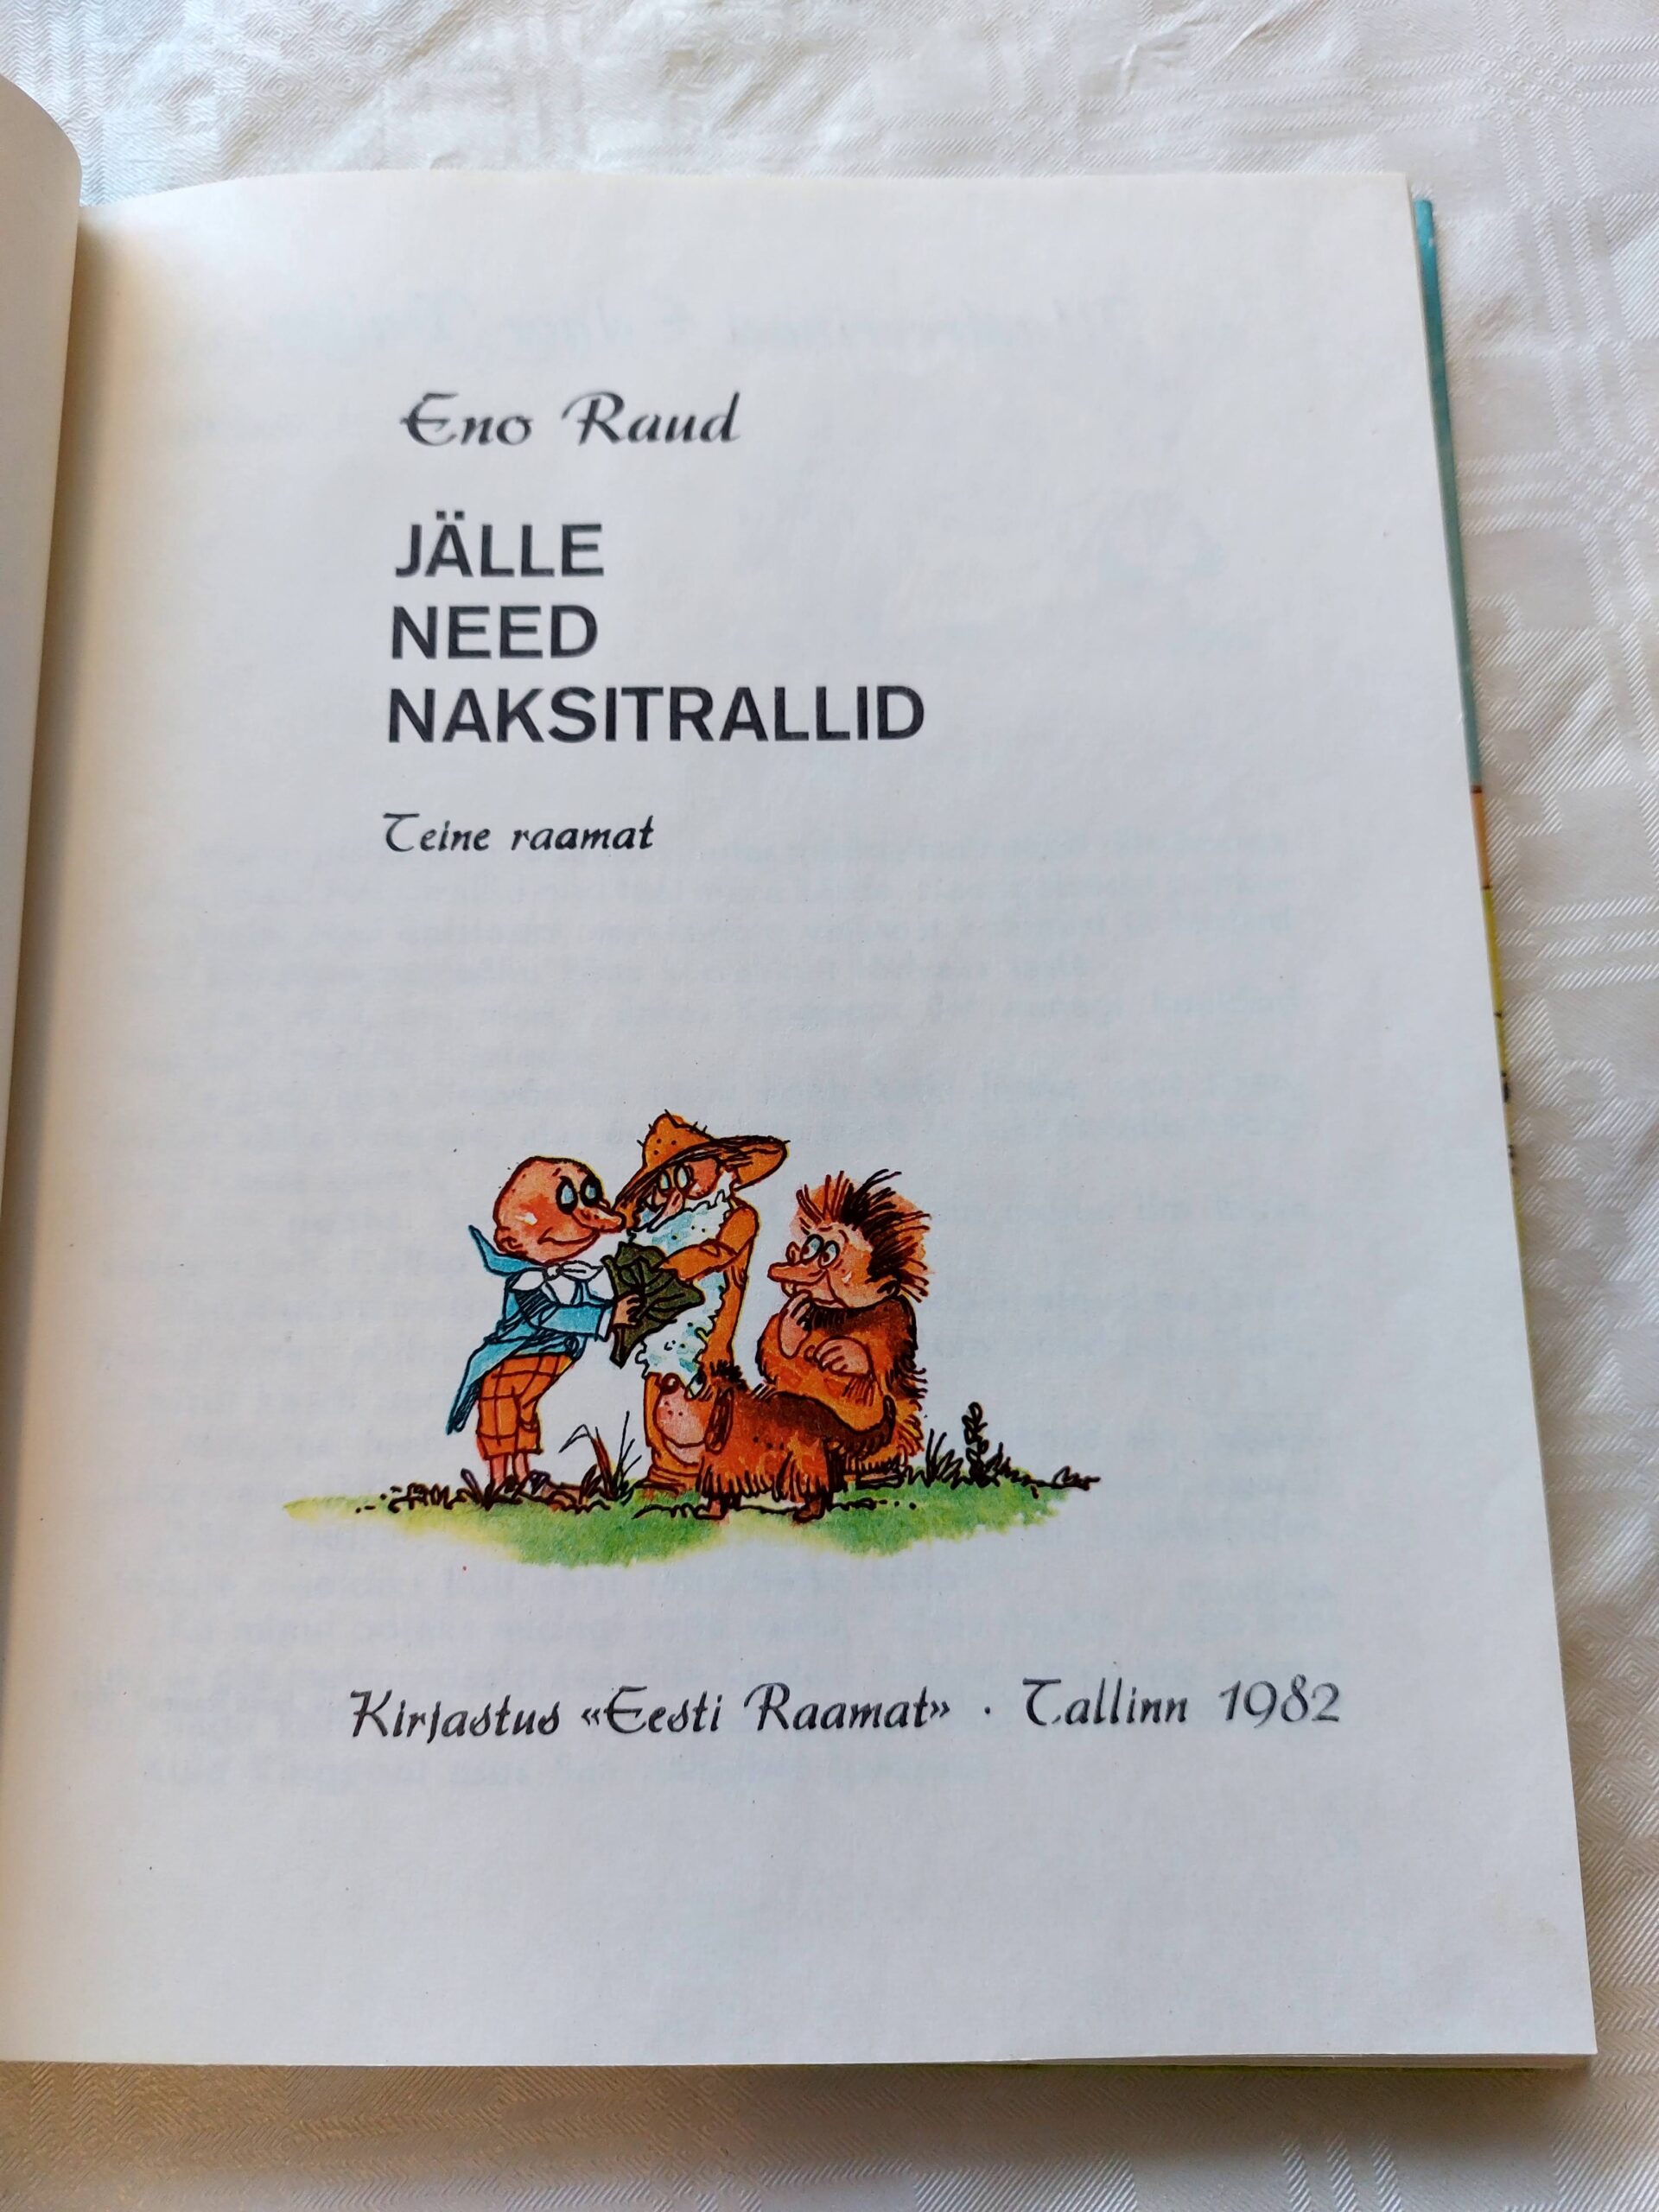 Eno Raud
JÄLLE
NEED
NAKSITRALLID
Teine raamat
Kirjastus «Eesti Raamat» · Tallinn 1982